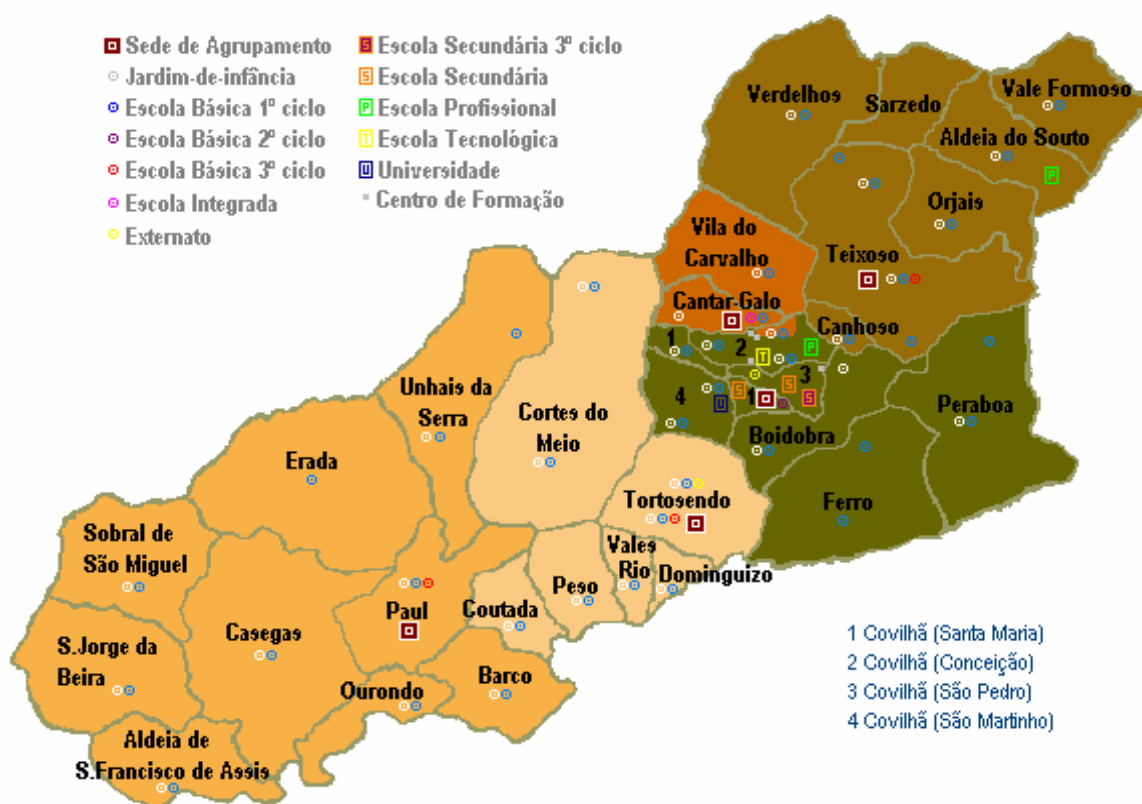 Sede de Agrupamento
Jardim-de-infância
Escola Básica 1º ciclo
Escola Básica 2º ciclo
Escola Básica 3º ciclo
Escola Integrada
Externato
S Escola Secundária 3º ciclo
S Escola Secundária
P Escola Profissional
T Escola Tecnológica
U Universidade
Centro de Formação
Verdelhos
Sarzedo
Vale Formoso
Aldeia do Souto
P
Orjais
Vila do
Carvalho
Teixoso
Cantar-Galo
Canhoso
1
2
T
P
3
4
S
S
1
S
U
Peraboa
Boidobra
Ferro
Unhais da
Serra
Cortes do
Meio
Erada
Tortosendo
Sobral de
São Miguel
Vales
Rio
Dominguizo
Peso
Paul
Coutada
Casegas
S.Jorge da
Beira
Barco
Ourondo
Aldeia de
S.Francisco de Assis
1 Covilhã (Santa Maria)
2 Covilhã (Conceição)
3 Covilhã (São Pedro)
4 Covilhã (São Martinho)